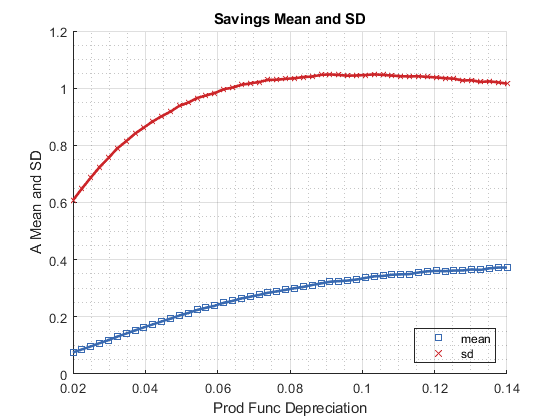 Savings Mean and SD
1.2
1
0.8
0.6
0.4
0.2
0
A Mean and SD
mean
sd
0.02 0.04 0.06 0.08 0.1 0.12 0.14
Prod Func Depreciation